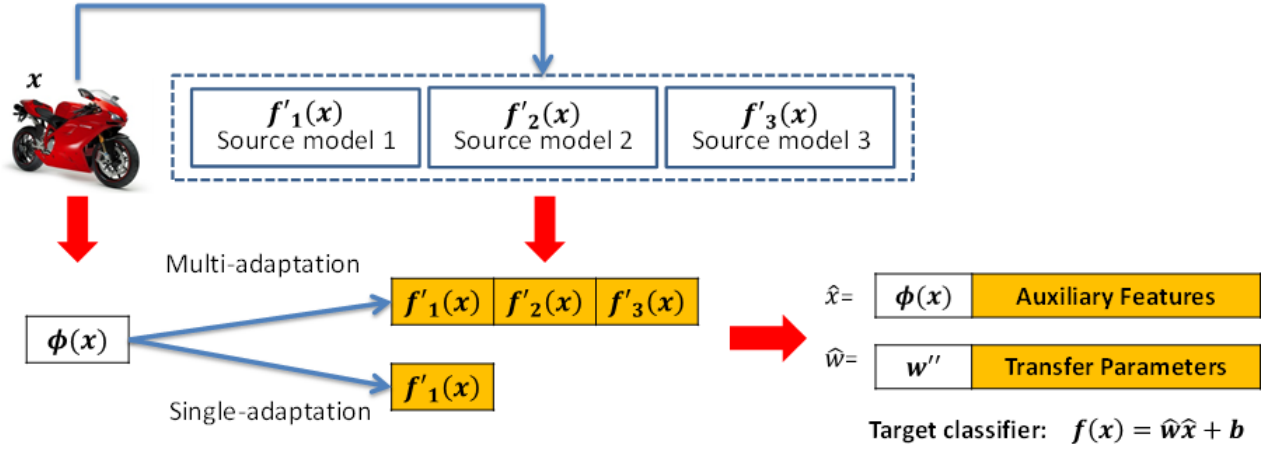 x
f'₁(x) f'₂(x) f'₃(x)
Source model 1 Source model 2 Source model 3
Multi-adaptation
f'₁(x) f'₂(x) f'₃(x)
x̂= ϕ(x) Auxiliary Features
ϕ(x)
ŵ= w'' Transfer Parameters
f'₁(x)
Single-adaptation
Target classifier: f(x) = ŵx̂ + b